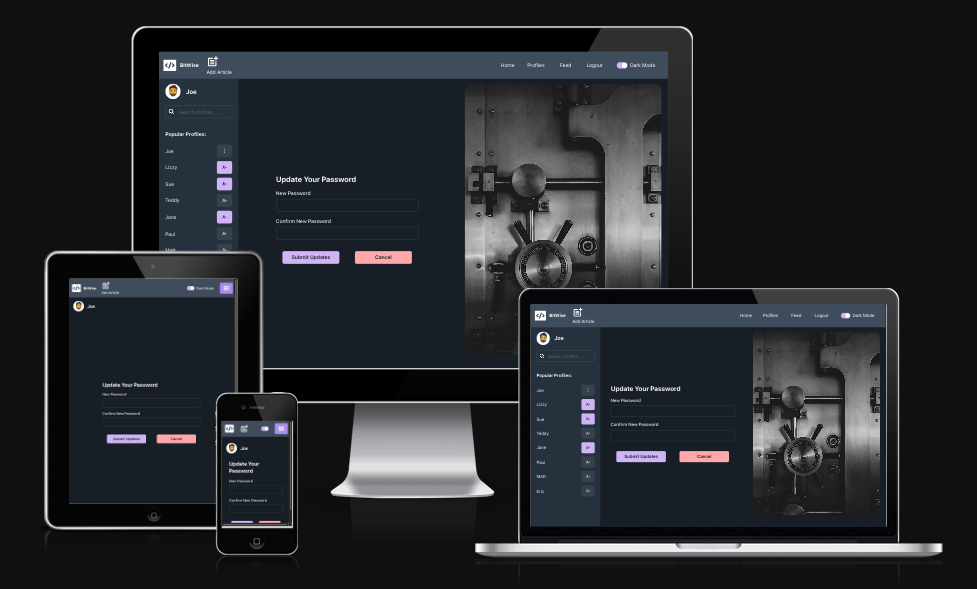 BitWise
Add Article
Home Profiles Feed Logout Dark Mode
Joe
Search profiles ...
Popular Profiles:
Joe
Lizzy
Sue
Teddy
Jane
Paul
Matt
Update Your Password
New Password
Confirm New Password
Submit Updates Cancel
BitWise
Add Article
Dark Mode
Joe
Update Your Password
New Password
Confirm New Password
Submit Updates Cancel
Joe
Update Your
Password
New Password
Confirm New Password
BitWise
Add Article
Home Profiles Feed Logout Dark Mode
Joe
Search profiles ...
Popular Profiles:
Joe
Lizzy
Sue
Teddy
Jane
Paul
Matt
Eris
Update Your Password
New Password
Confirm New Password
Submit Updates Cancel